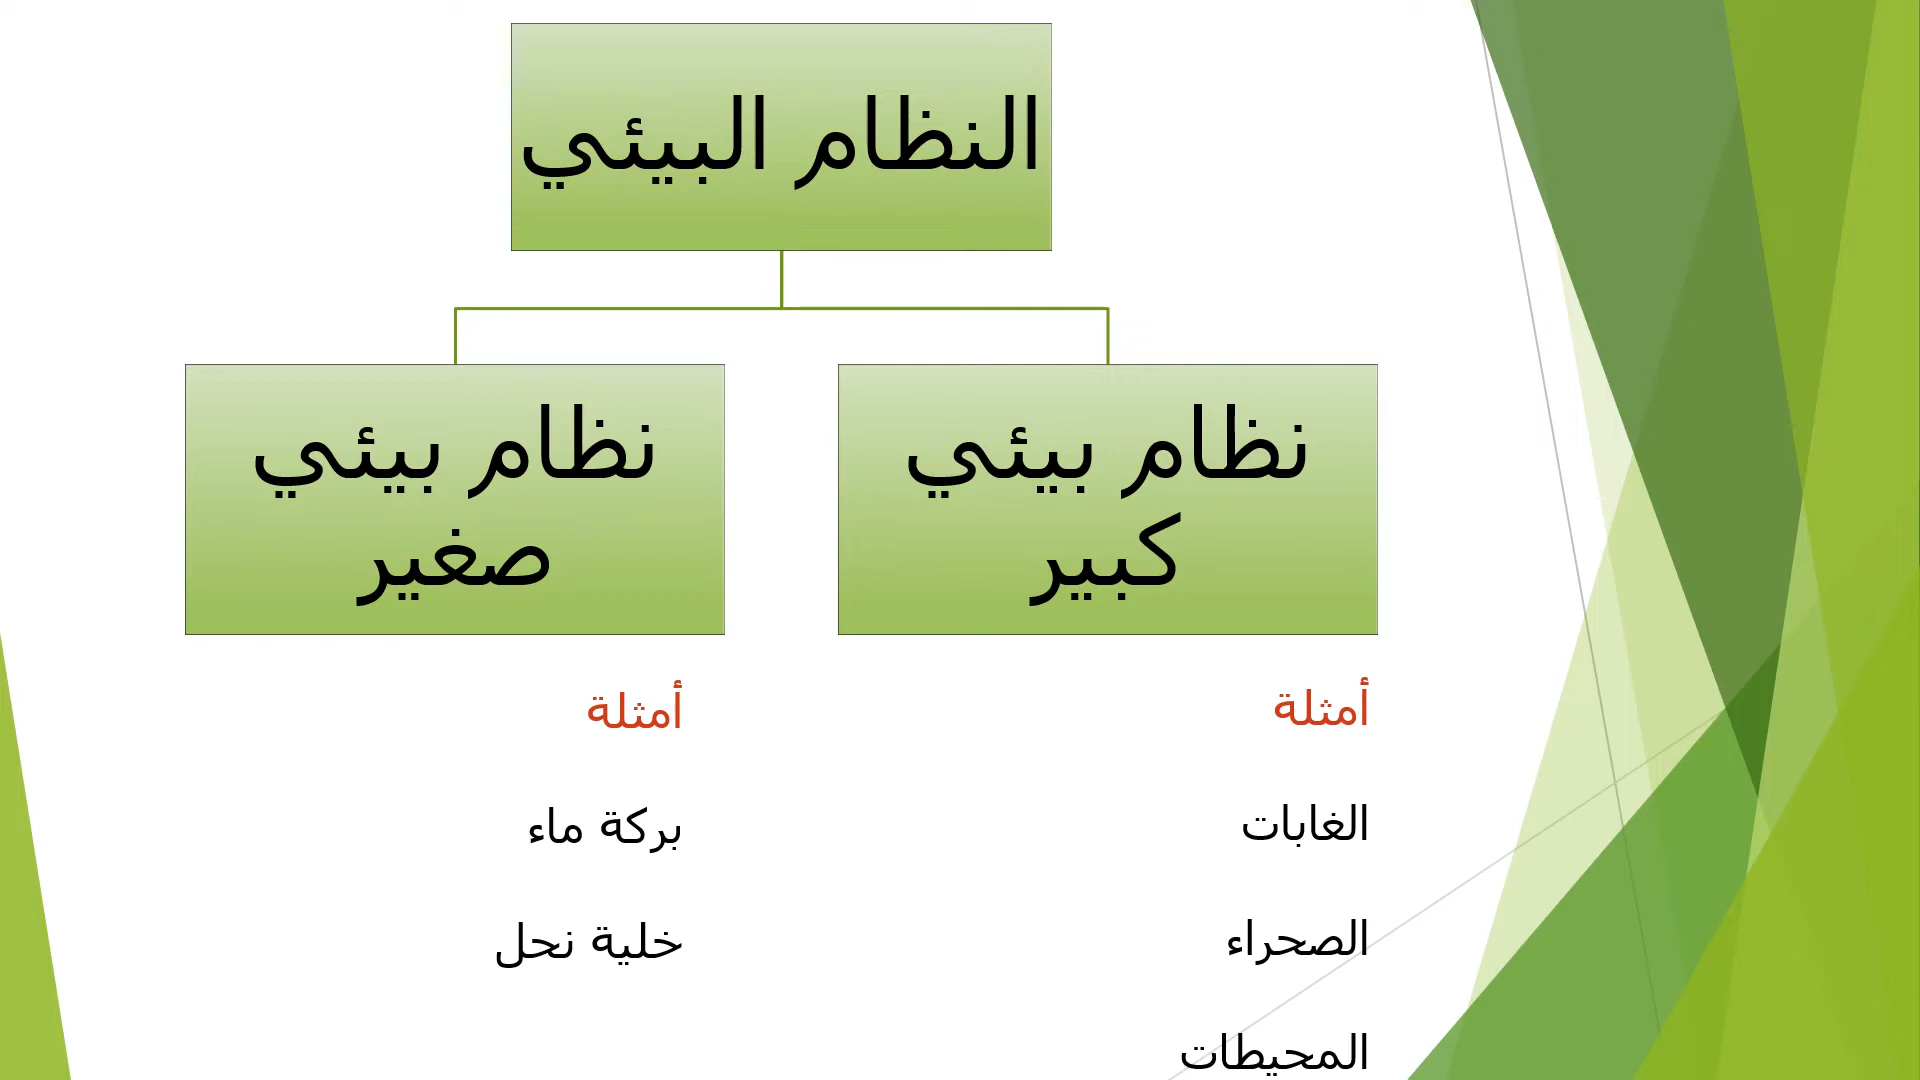 النظام البيئي
نظام بيئي
كبير
أمثلة
الغابات
الصحراء
المحيطات
نظام بيئي
صغير
أمثلة
بركة ماء
خلية نحل